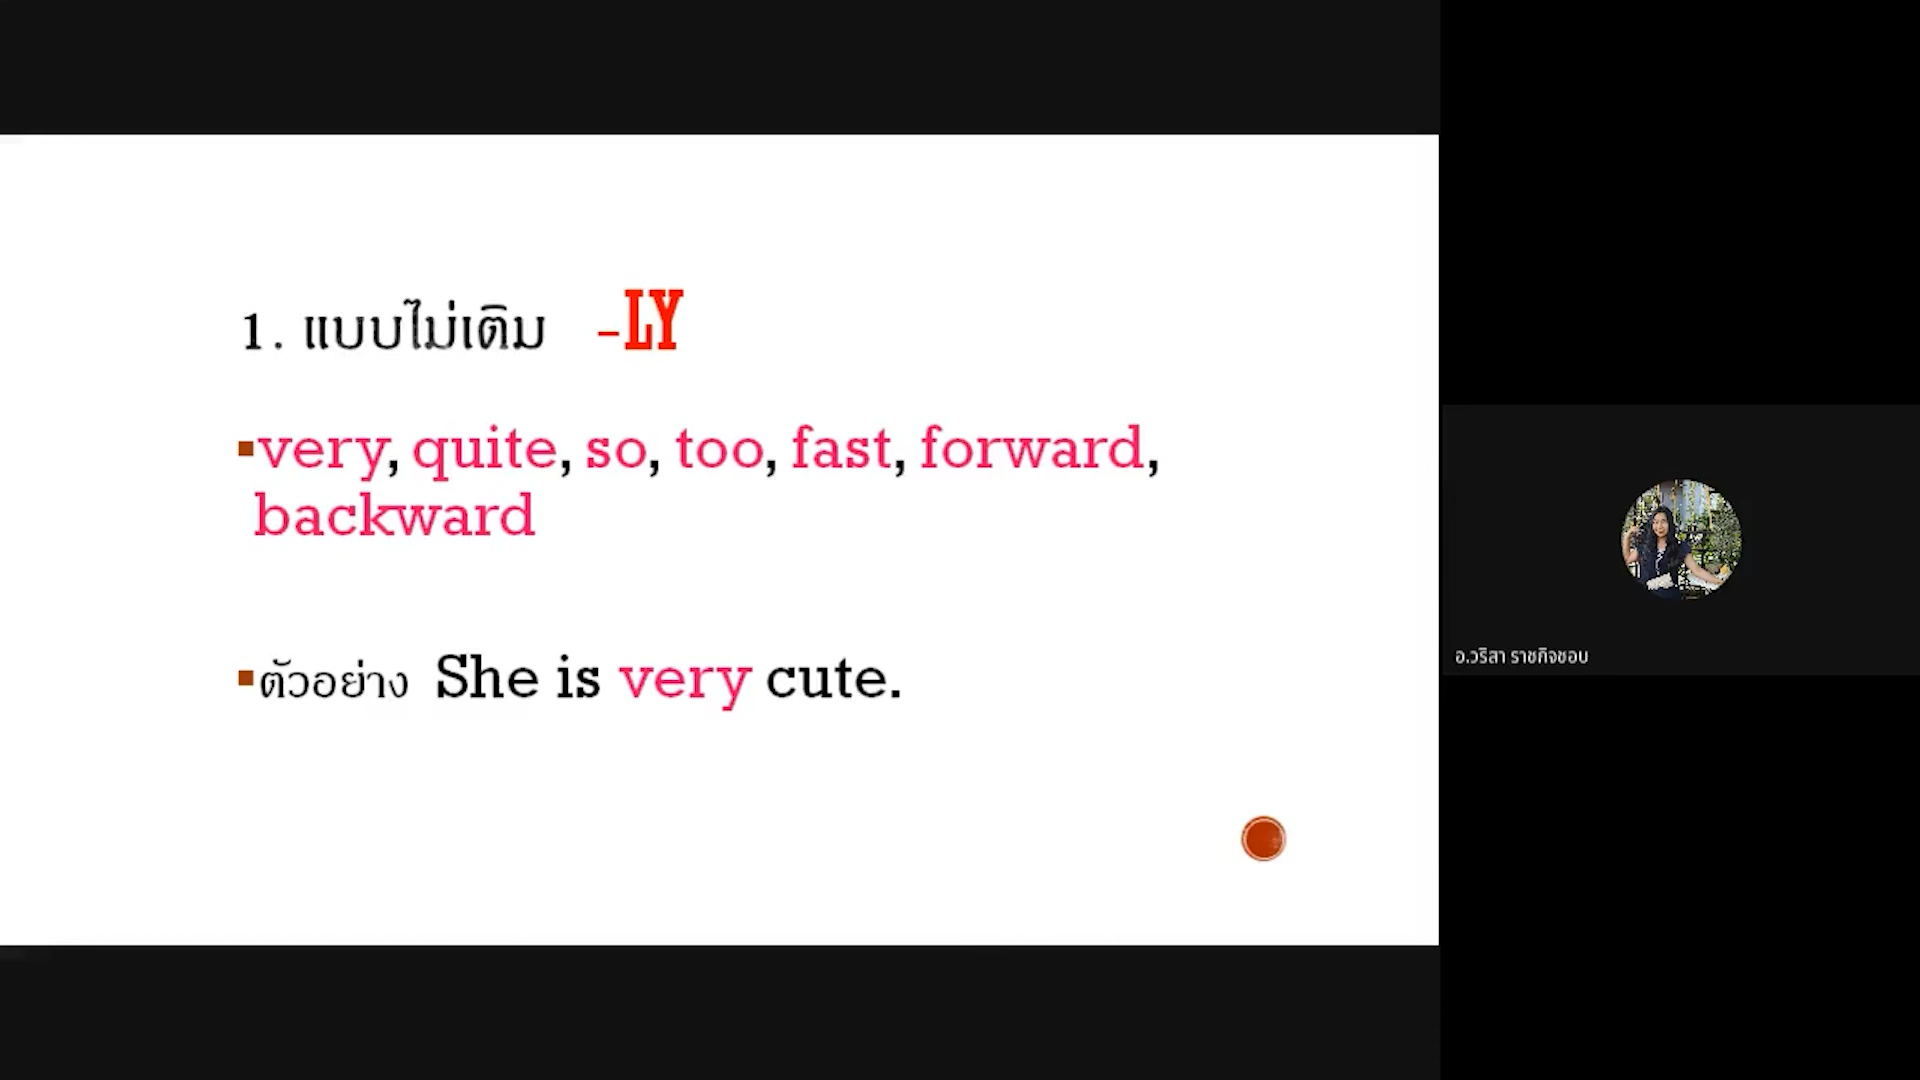 1. แบบไม่เติม -LY
▪very, quite, so, too, fast, forward,
backward
▪ตัวอย่าง She is very cute.
อ.วริสา ราชกิจชอบ